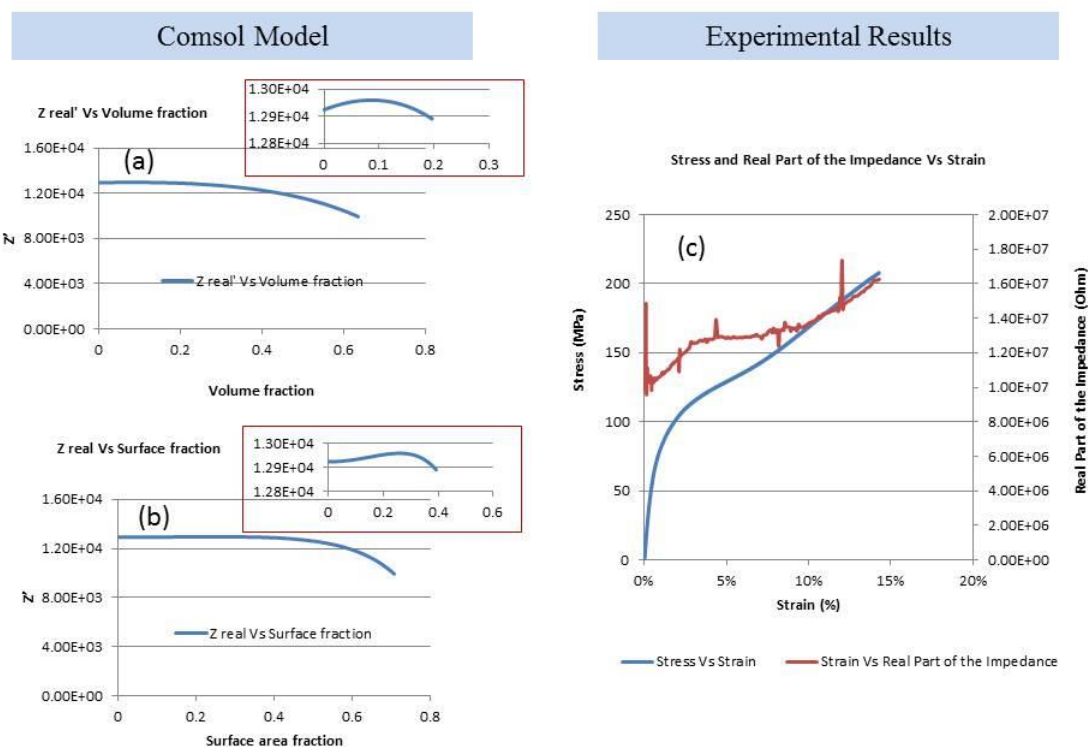 Comsol Model
Experimental Results
Z real' Vs Volume fraction
1.30E+04
1.29E+04
1.28E+04
0
0.1
0.2
0.3
(a)
1.60E+04
1.20E+04
8.00E+03
4.00E+03
0.00E+00
Z'
Z real' Vs Volume fraction
0
0.2
0.4
0.6
0.8
Volume fraction
Z real Vs Surface fraction
1.30E+04
1.29E+04
1.28E+04
0
0.2
0.4
0.6
(b)
1.60E+04
1.20E+04
8.00E+03
4.00E+03
0.00E+00
Z'
Z real Vs Surface fraction
0
0.2
0.4
0.6
0.8
Surface area fraction
Stress and Real Part of the Impedance Vs Strain
(c)
250
200
150
100
50
0
Stress (MPa)
2.00E+07
1.80E+07
1.60E+07
1.40E+07
1.20E+07
1.00E+07
8.00E+06
6.00E+06
4.00E+06
2.00E+06
0.00E+00
Real Part of the Impedance (Ohm)
0%
5%
10%
15%
20%
Strain (%)
Stress Vs Strain
Strain Vs Real Part of the Impedance